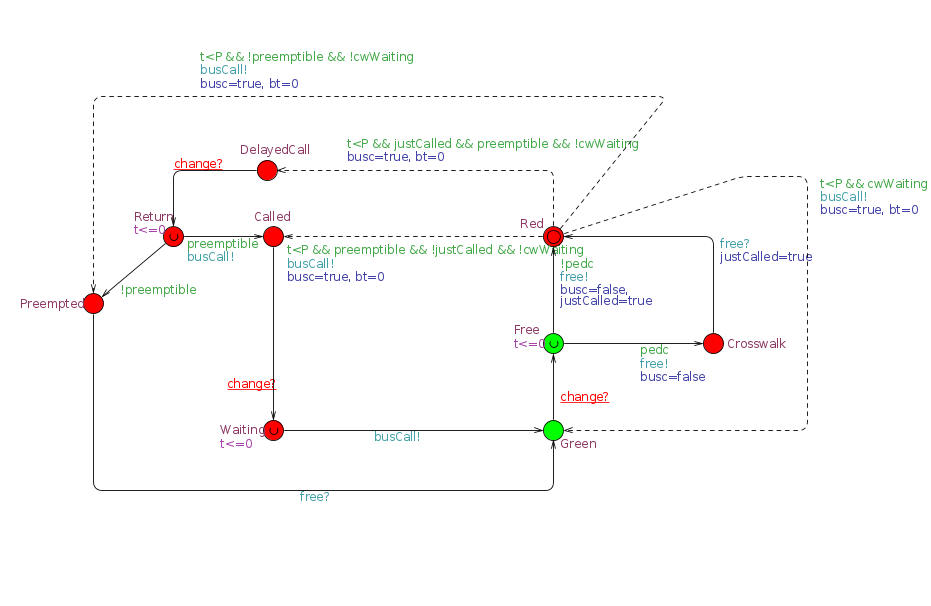 t<P && !preemptible && !cwWaiting
busCall!
busc=true, bt=0
t<P && justCalled && preemptible && !cwWaiting
busc=true, bt=0
DelayedCall
change?
t<P && cwWaiting
busCall!
busc=true, bt=0
Return
t<=0
Called
Red
preemptible
busCall!
t<P && preemptible && !justCalled && !cwWaiting
busCall!
busc=true, bt=0
free?
justCalled=true
!pedc
free!
busc=false,
justCalled=true
!preemptible
Preempted
Free
t<=0
Crosswalk
pedc
free!
busc=false
change?
change?
Waiting
t<=0
busCall!
Green
free?